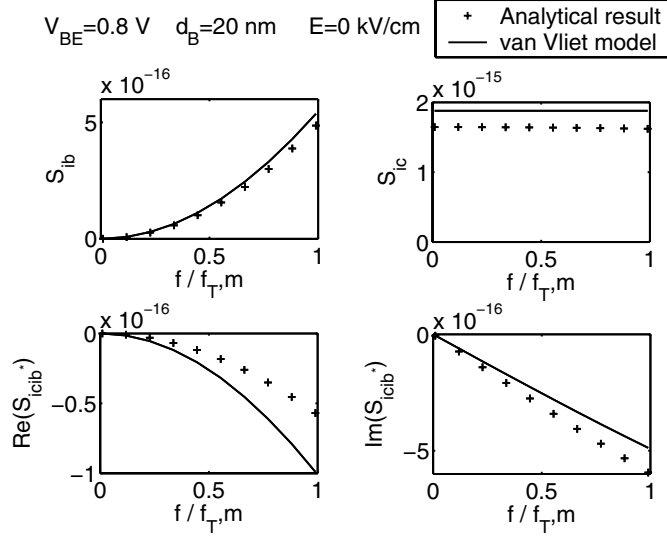 V_BE=0.8 V d_B=20 nm E=0 kV/cm
+ Analytical result
van Vliet model
x 10^−16
5
0
S_ib
0 0.5 1
f / f_T,m
x 10^−15
2
1
0
S_ic
0 0.5 1
f / f_T,m
x 10^−16
0
−0.5
−1
Re(S_icib*)
0 0.5 1
f / f_T,m
x 10^−16
0
−5
Im(S_icib*)
0 0.5 1
f / f_T,m